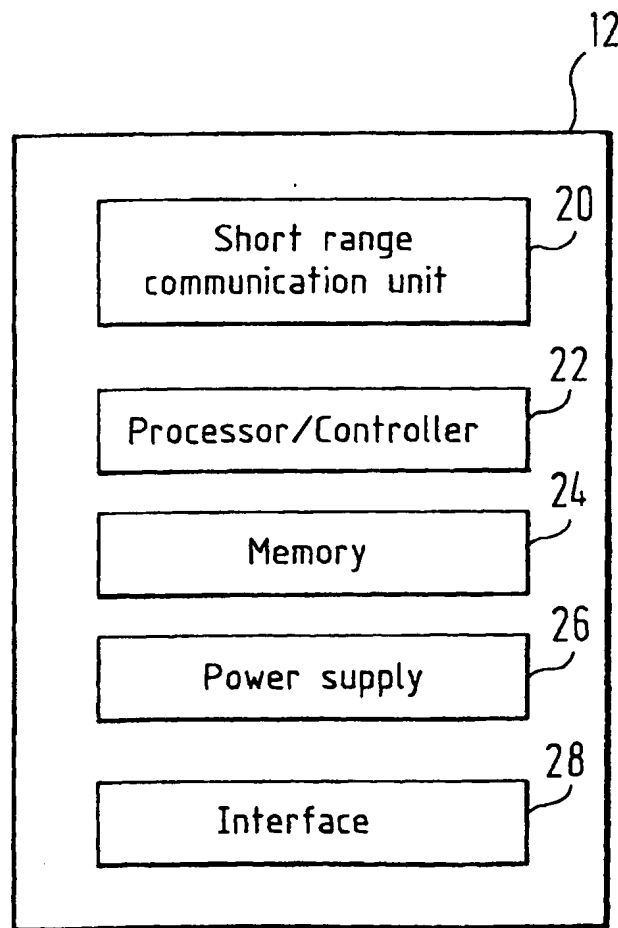 12
20
Short range
communication unit
22
Processor/Controller
24
Memory
26
Power supply
28
Interface